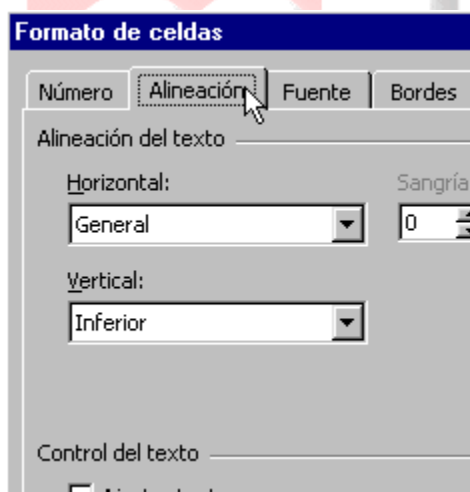 Formato de celdas
Número Alineación Fuente Bordes
Alineación del texto
Horizontal: Sangría
General 0
Vertical:
Inferior
Control del texto